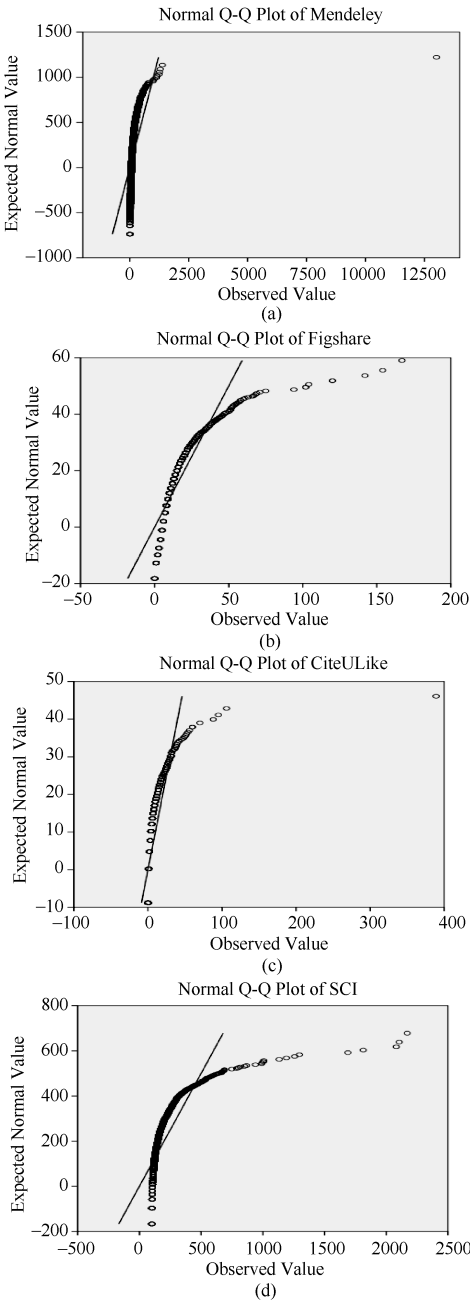 Normal Q-Q Plot of Mendeley
1500
1000
500
0
−500
−1000
Expected Normal Value
0 2500 5000 7500 10000 12500
Observed Value
(a)
Normal Q-Q Plot of Figshare
60
40
20
0
−20
Expected Normal Value
−50 0 50 100 150 200
Observed Value
(b)
Normal Q-Q Plot of CiteULike
50
40
30
20
10
0
−10
Expected Normal Value
−100 0 100 200 300 400
Observed Value
(c)
Normal Q-Q Plot of SCI
800
600
400
200
0
−200
Expected Normal Value
−500 0 500 1000 1500 2000 2500
Observed Value
(d)